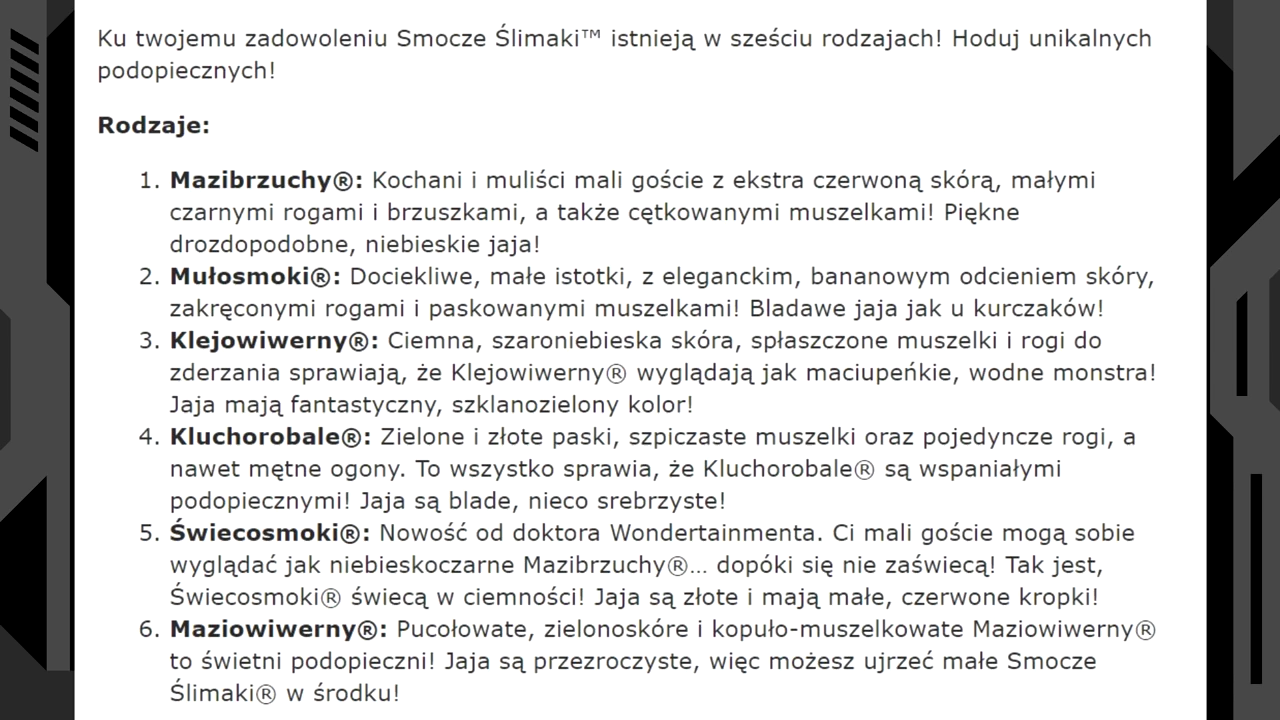 Ku twojemu zadowoleniu Smocze Ślimaki™ istnieją w sześciu rodzajach! Hoduj unikalnych
podopiecznych!
Rodzaje:
1. Mazibrzuchy®: Kochani i muliści mali goście z ekstra czerwoną skórą, małymi
czarnymi rogami i brzuszkami, a także cętkowanymi muszelkami! Piękne
drozdopodobne, niebieskie jaja!
2. Mułosmoki®: Dociekliwe, małe istotki, z eleganckim, bananowym odcieniem skóry,
zakręconymi rogami i paskowanymi muszelkami! Bladawe jaja jak u kurczaków!
3. Klejowiwerny®: Ciemna, szaroniebieska skóra, spłaszczone muszelki i rogi do
zderzania sprawiają, że Klejowiwerny® wyglądają jak maciupeńkie, wodne monstra!
Jaja mają fantastyczny, szklanozielony kolor!
4. Kluchorobale®: Zielone i złote paski, szpiczaste muszelki oraz pojedyncze rogi, a
nawet mętne ogony. To wszystko sprawia, że Kluchorobale® są wspaniałymi
podopiecznymi! Jaja są blade, nieco srebrzyste!
5. Świecosmoki®: Nowość od doktora Wondertainmenta. Ci mali goście mogą sobie
wyglądać jak niebieskoczarne Mazibrzuchy®... dopóki się nie zaświecą! Tak jest,
Świecosmoki® świecą w ciemności! Jaja są złote i mają małe, czerwone kropki!
6. Maziowiwerny®: Pucołowate, zielonoskóre i kopuło-muszelkowate Maziowiwerny®
to świetni podopieczni! Jaja są przezroczyste, więc możesz ujrzeć małe Smocze
Ślimaki® w środku!